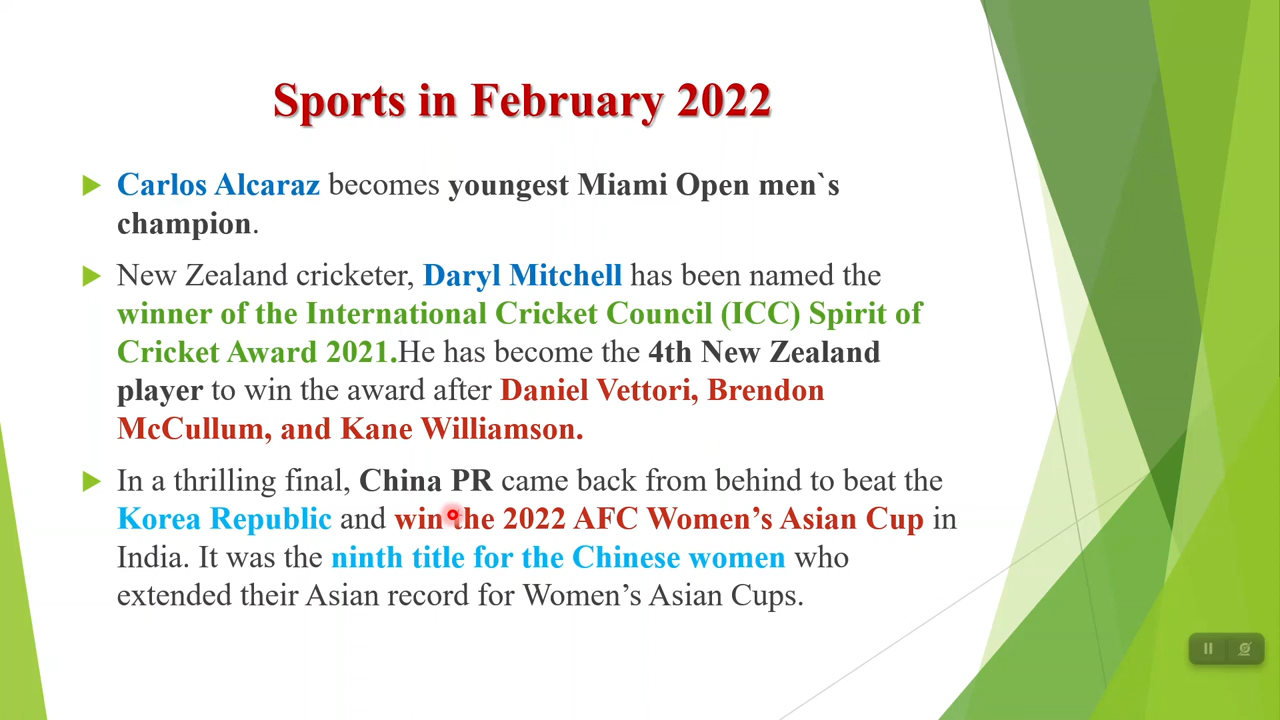 Sports in February 2022
Carlos Alcaraz becomes youngest Miami Open men`s
champion.
New Zealand cricketer, Daryl Mitchell has been named the
winner of the International Cricket Council (ICC) Spirit of
Cricket Award 2021.He has become the 4th New Zealand
player to win the award after Daniel Vettori, Brendon
McCullum, and Kane Williamson.
In a thrilling final, China PR came back from behind to beat the
Korea Republic and win the 2022 AFC Women’s Asian Cup in
India. It was the ninth title for the Chinese women who
extended their Asian record for Women’s Asian Cups.